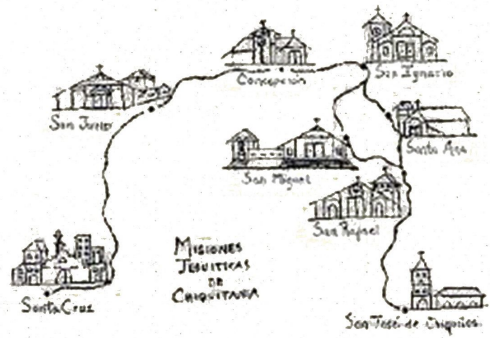 Concepción
San Ignacio
San Javier
Santa Ana
San Miguel
San Rafael
MISIONES
JESUITICAS
DE
CHIQUITANIA
Santa Cruz
San José de Chiquitos